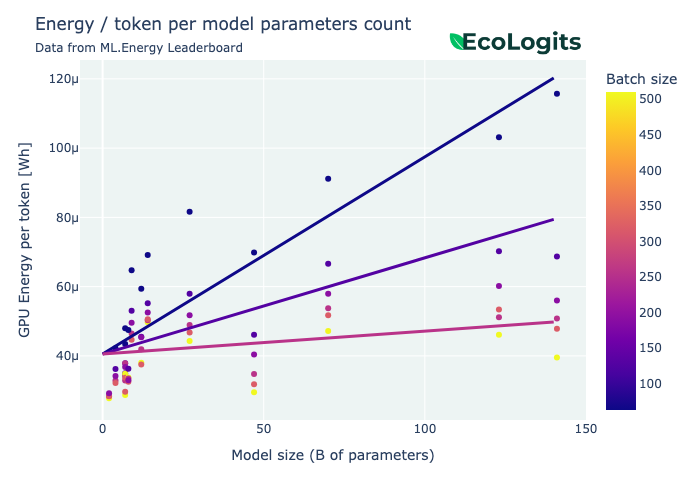 Energy / token per model parameters count
Data from ML.Energy Leaderboard
EcoLogits
Batch size
120μ
100μ
80μ
60μ
40μ
GPU Energy per token [Wh]
0
50
100
150
Model size (B of parameters)
500
450
400
350
300
250
200
150
100